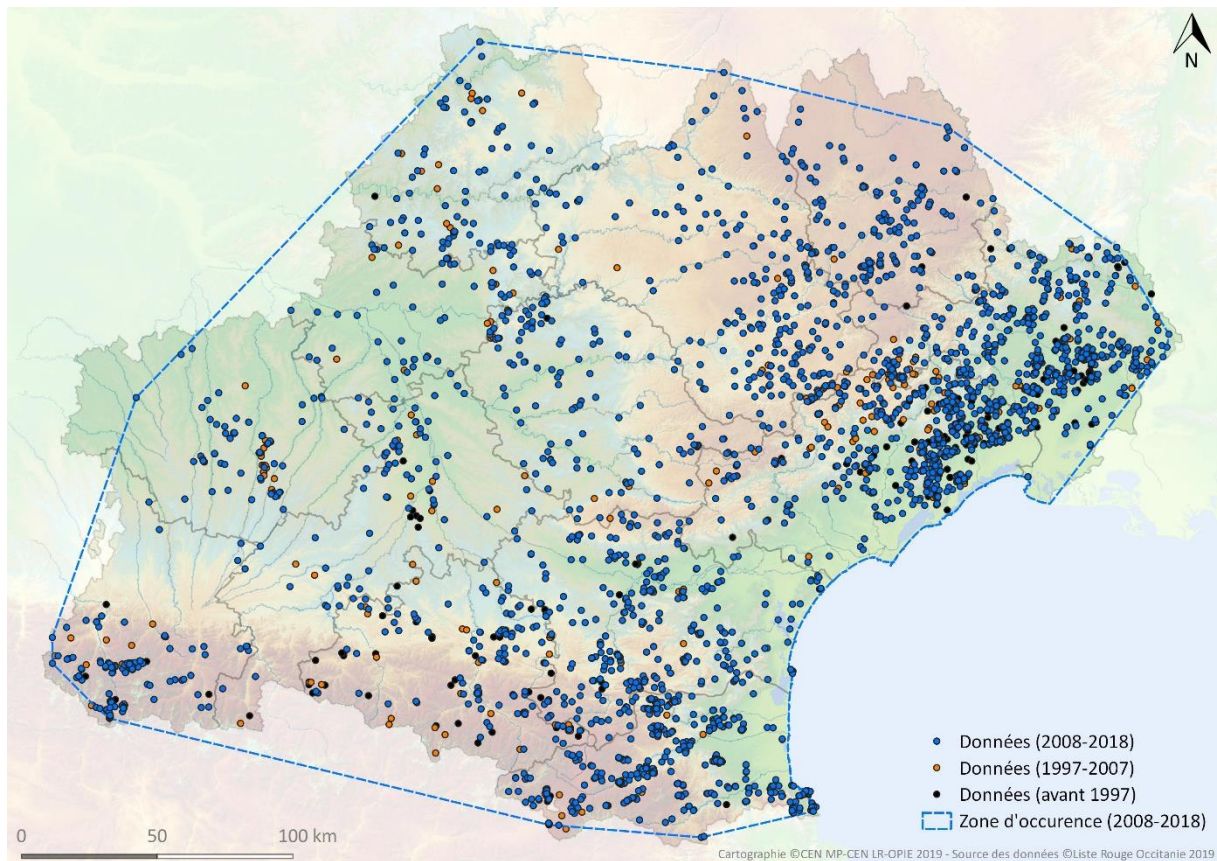 N
Données (2008-2018)
Données (1997-2007)
Données (avant 1997)
Zone d'occurence (2008-2018)
0 50 100 km
Cartographie ©CEN MP-CEN LR-OPIE 2019 - Source des données ©Liste Rouge Occitanie 2019